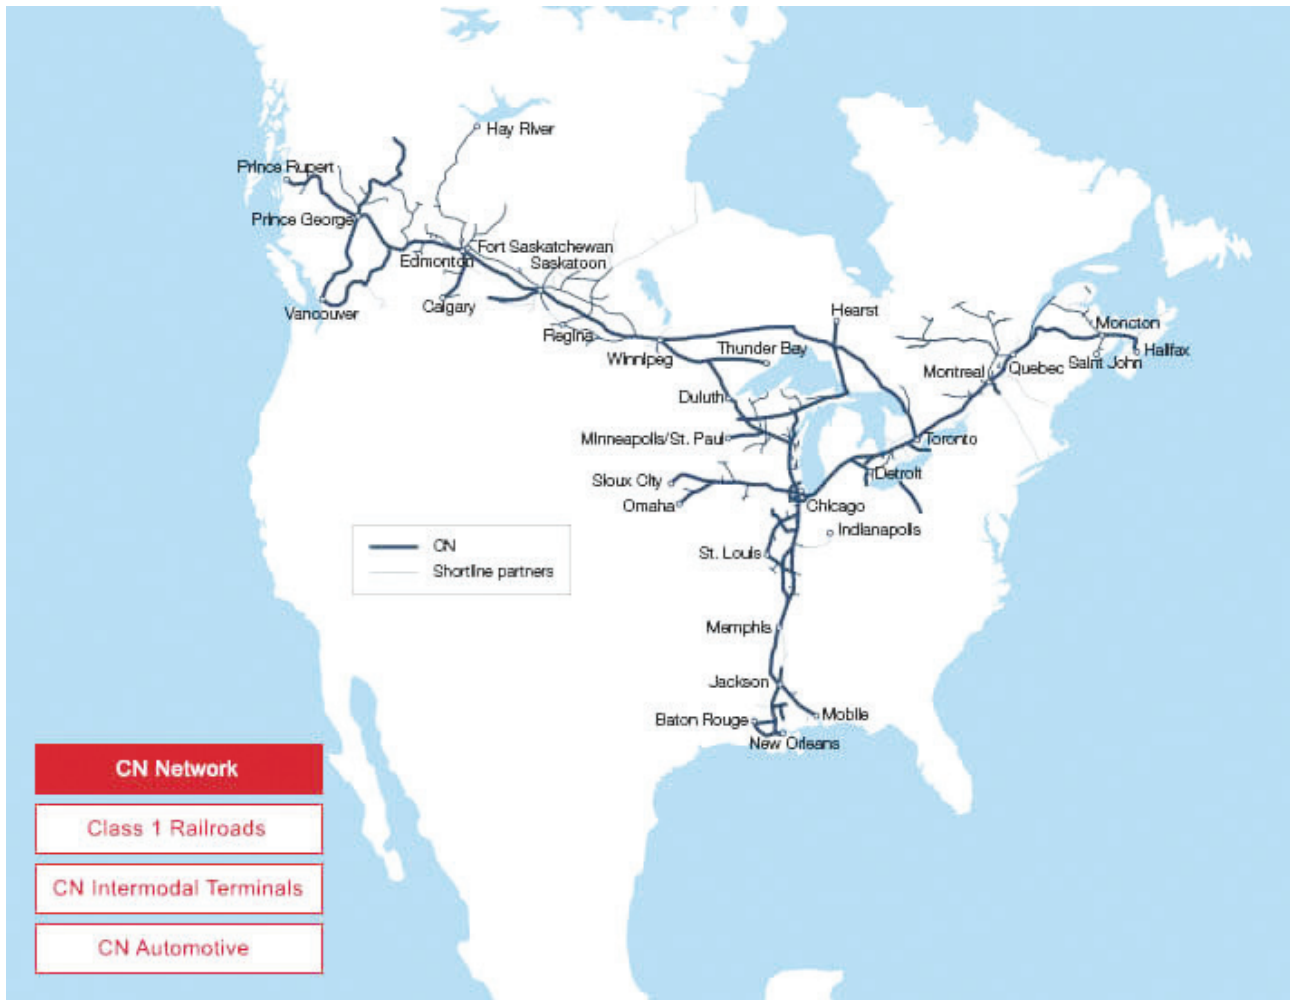 Hay River
Prince Rupert
Prince George
Fort Saskatchewan
Edmonton
Saskatoon
Calgary
Vancouver
Regina
Winnipeg
Hearst
Thunder Bay
Moncton
Halifax
Saint John
Quebec
Montreal
Duluth
Minneapolis/St. Paul
Toronto
Detroit
Sioux City
Omaha
Chicago
Indianapolis
St. Louis
CN
Shortline partners
Memphis
Jackson
Mobile
Baton Rouge
New Orleans
CN Network
Class 1 Railroads
CN Intermodal Terminals
CN Automotive